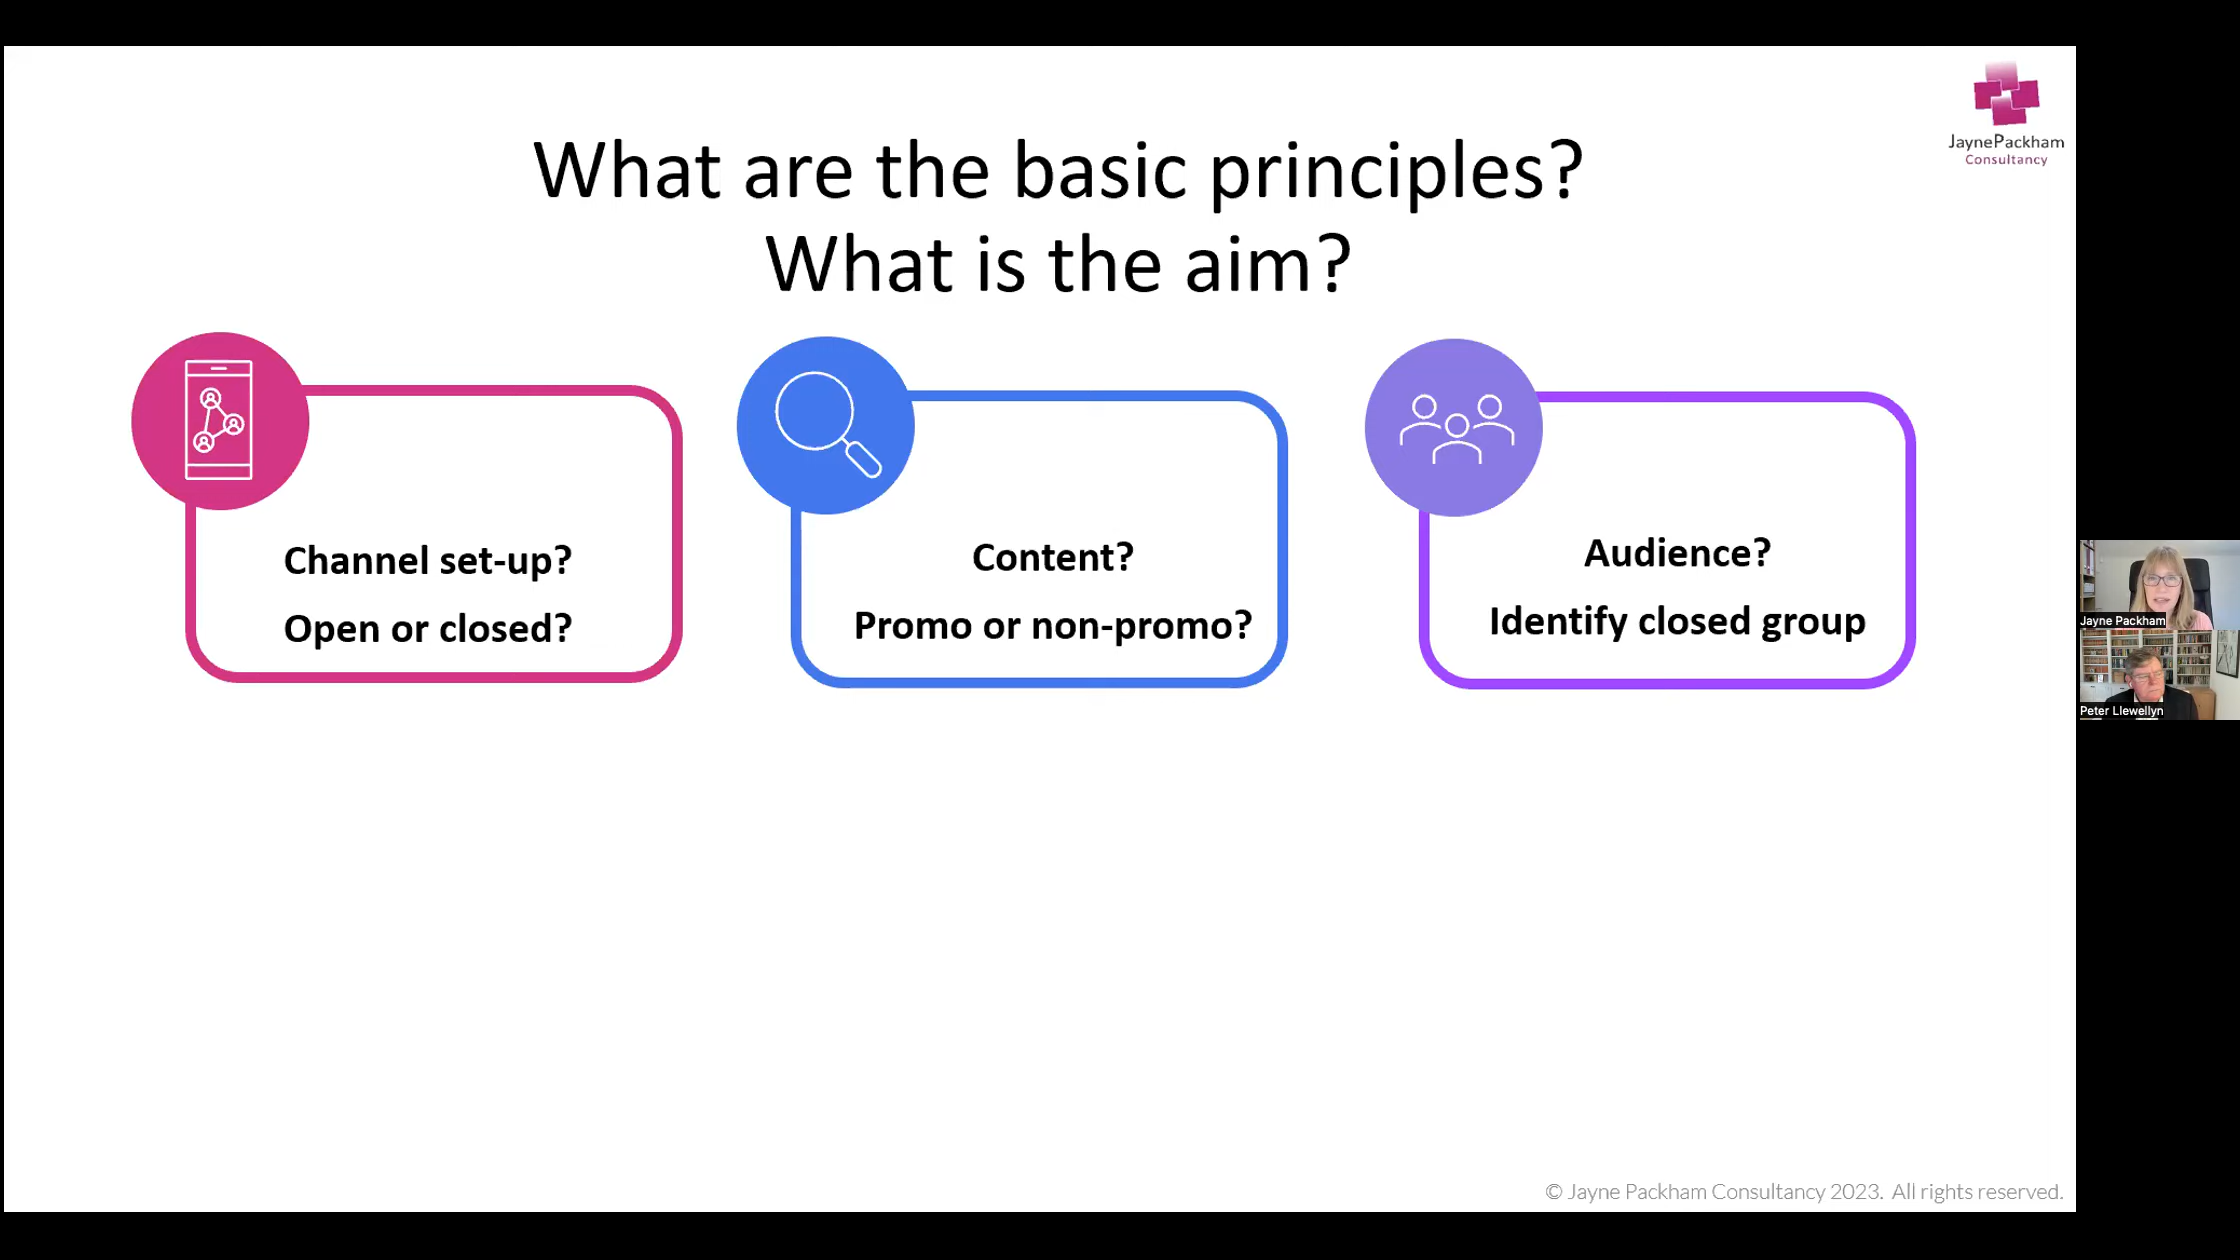 JaynePackham
Consultancy
What are the basic principles?
What is the aim?
Channel set-up?
Open or closed?
Content?
Promo or non-promo?
Audience?
Identify closed group
Jayne Packham
Peter Llewellyn
© Jayne Packham Consultancy 2023. All rights reserved.